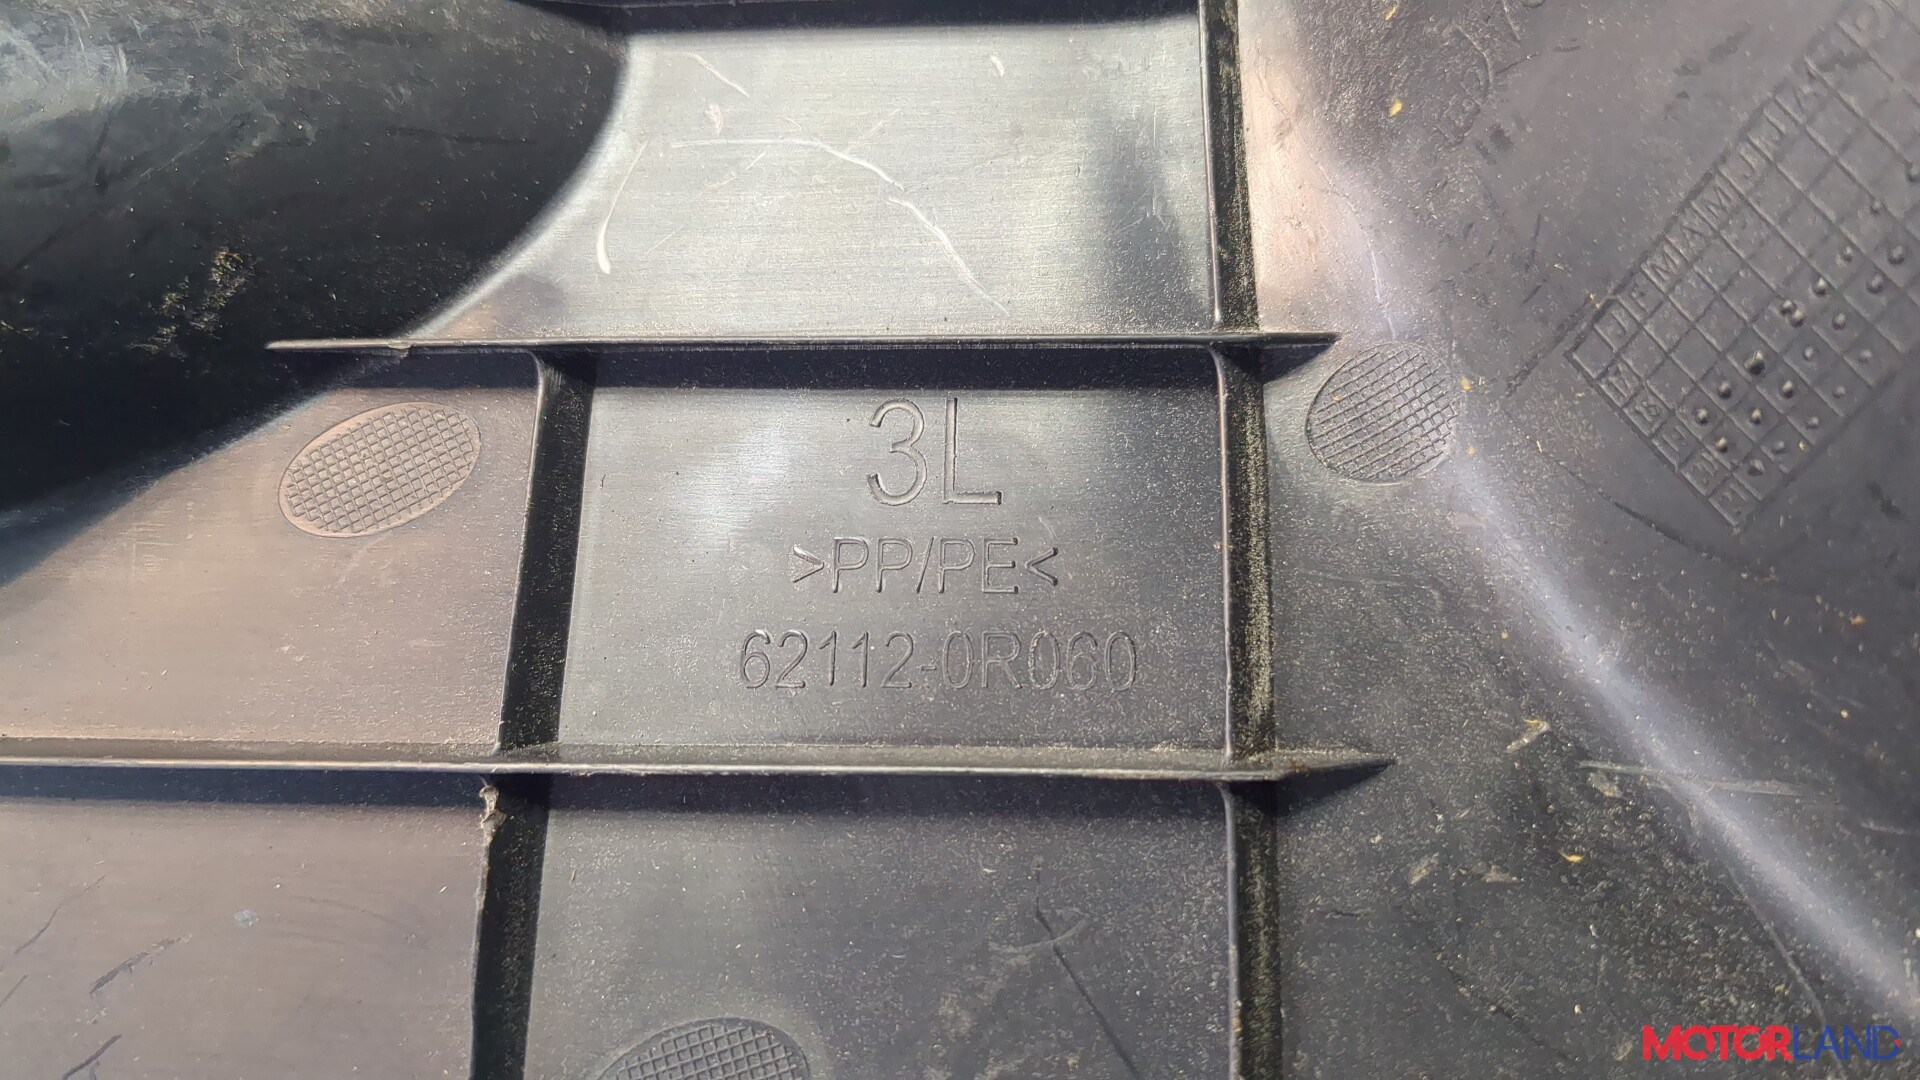 3L
>PP/PE<
62112-0R060
J F M A M J J A
MOTORLAND